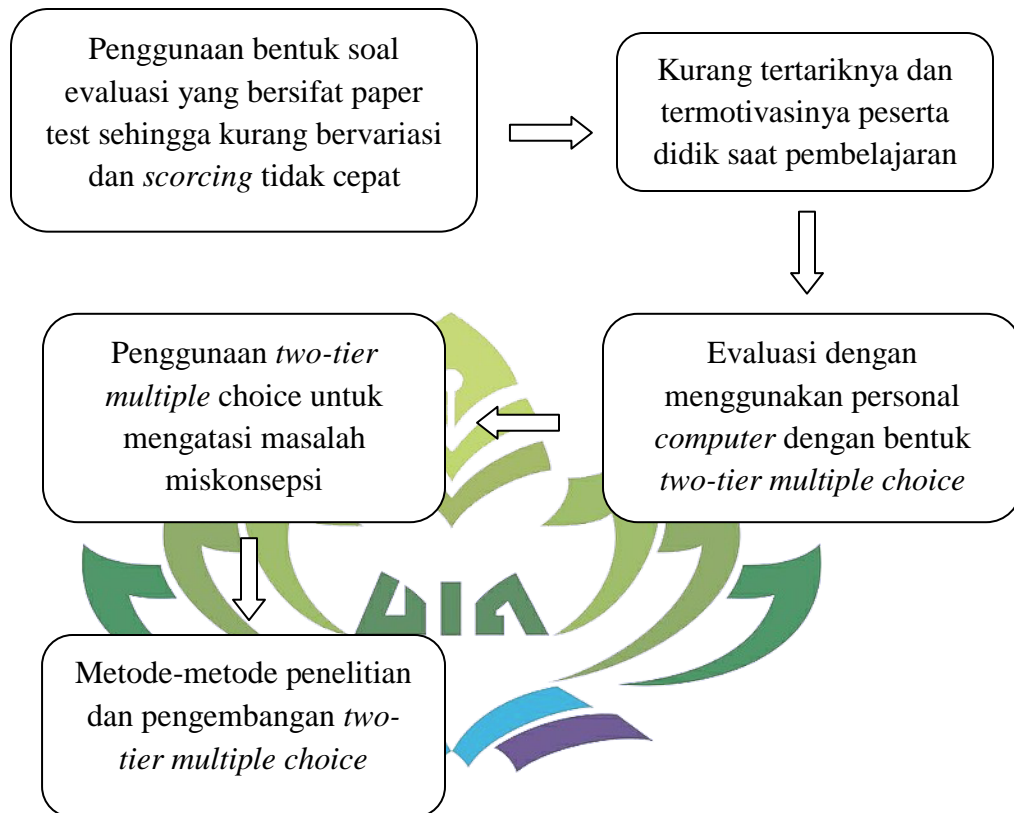 Penggunaan bentuk soal
evaluasi yang bersifat paper
test sehingga kurang bervariasi
dan scorcing tidak cepat
Kurang tertariknya dan
termotivasinya peserta
didik saat pembelajaran
Evaluasi dengan
menggunakan personal
computer dengan bentuk
two-tier multiple choice
Penggunaan two-tier
multiple choice untuk
mengatasi masalah
miskonsepsi
Metode-metode penelitian
dan pengembangan two-
tier multiple choice